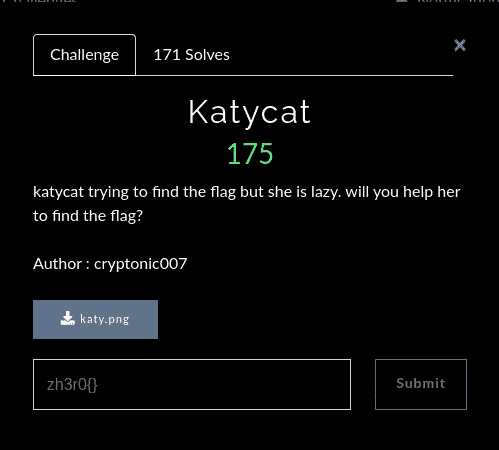 Challenge
171 Solves
×
Katycat
175
katycat trying to find the flag but she is lazy. will you help her
to find the flag?
Author : cryptonic007
katy.png
zh3r0{}
Submit